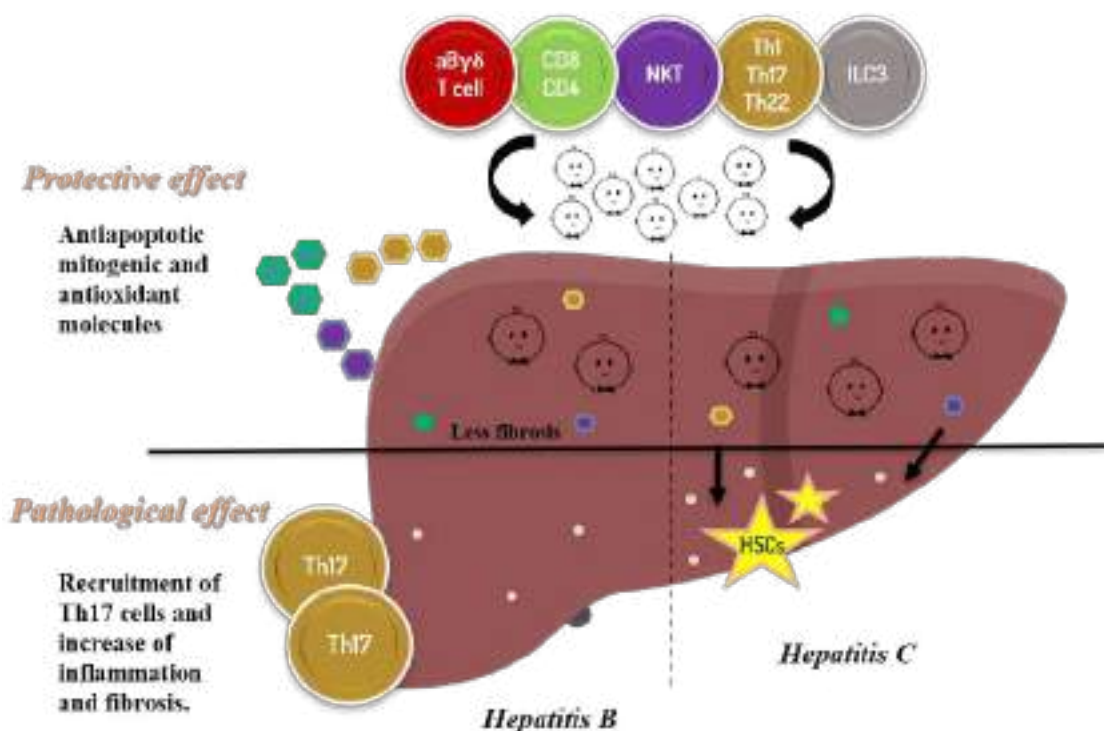 aBγδ
T cell
CD8
CD4
NKT
Th1
Th17
Th22
ILC3
Protective effect
Antiapoptotic
mitogenic and
antioxidant
molecules
Less fibrosis
Pathological effect
Th17
Th17
HSCs
Recruitment of
Th17 cells and
increase of
inflammation
and fibrosis.
Hepatitis C
Hepatitis B